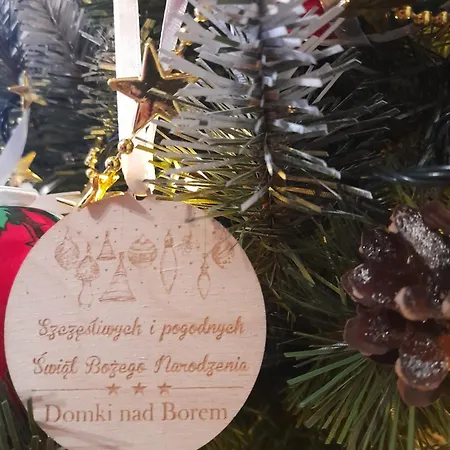 Szczęśliwych i pogodnych
Świąt Bożego Narodzenia
Domki nad Borem